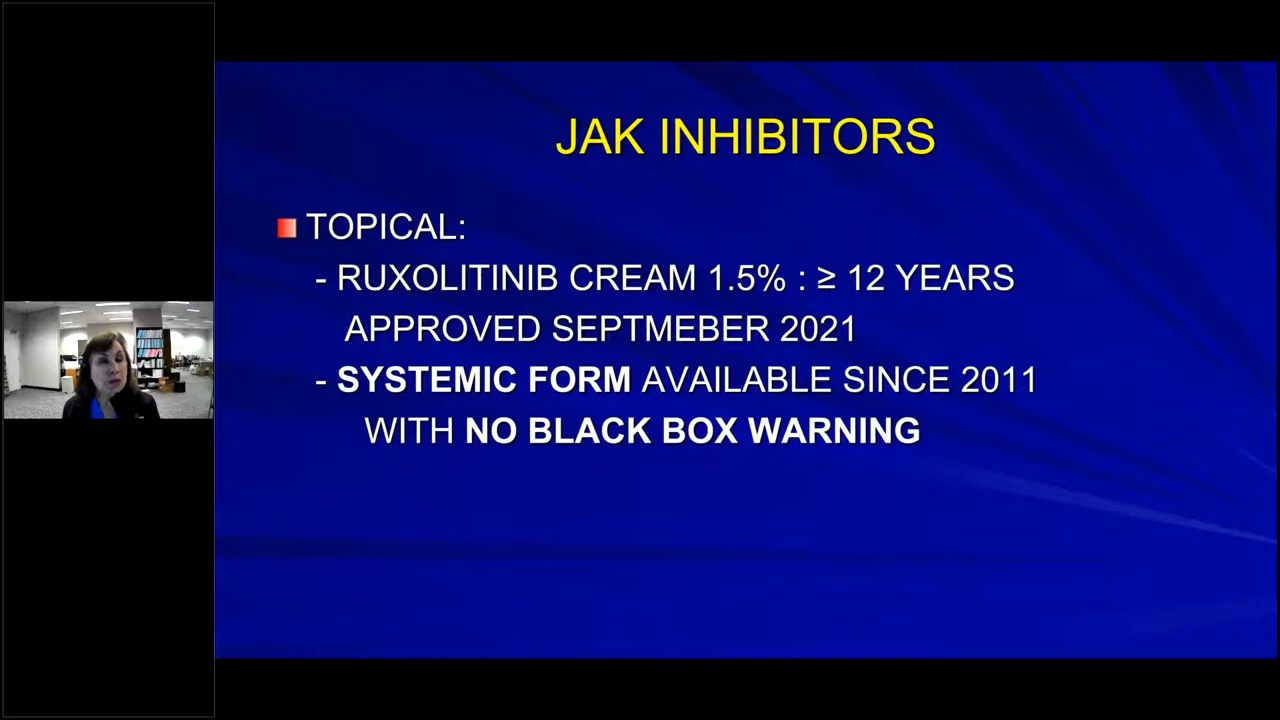 JAK INHIBITORS
TOPICAL:
- RUXOLITINIB CREAM 1.5% : ≥ 12 YEARS
APPROVED SEPTMEBER 2021
- SYSTEMIC FORM AVAILABLE SINCE 2011
WITH NO BLACK BOX WARNING